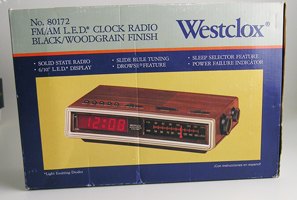 No. 80172
FM/AM L.E.D.* CLOCK RADIO
BLACK/WOODGRAIN FINISH
Westclox
• SOLID STATE RADIO
• 6/10" L.E.D.* DISPLAY
• SLIDE RULE TUNING
• DROWSE FEATURE
• SLEEP SELECTOR FEATURE
• POWER FAILURE INDICATOR
12:00
*Light Emitting Diodes